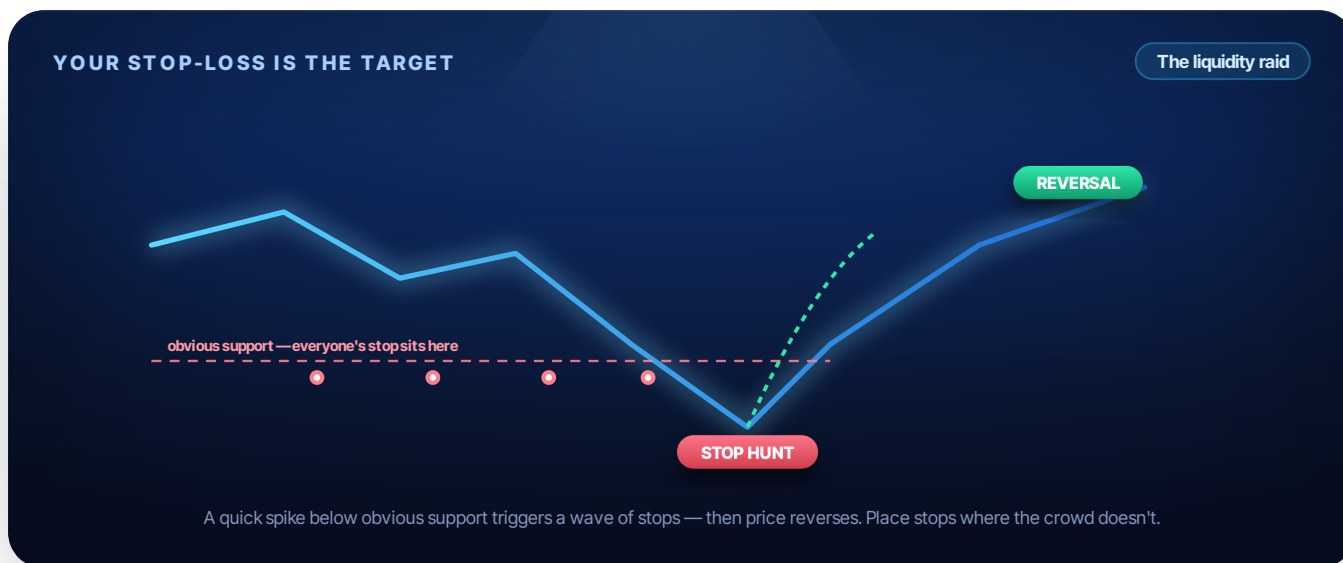 YOUR STOP-LOSS IS THE TARGET
The liquidity raid
REVERSAL
obvious support — everyone's stop sits here
STOP HUNT
A quick spike below obvious support triggers a wave of stops — then price reverses. Place stops where the crowd doesn't.